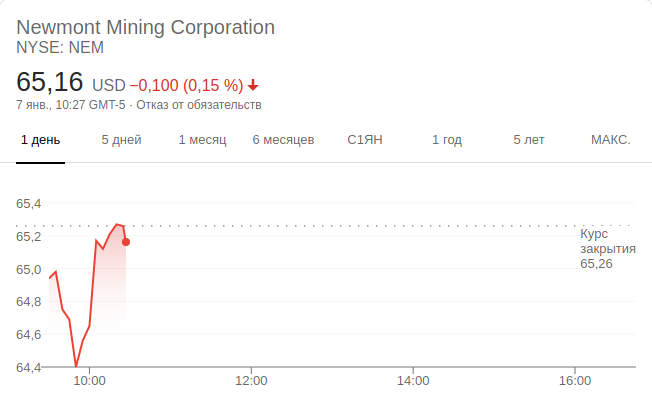 Newmont Mining Corporation
NYSE: NEM
65,16 USD −0,100 (0,15 %)
7 янв., 10:27 GMT-5 · Отказ от обязательств
1 день 5 дней 1 месяц 6 месяцев С1ЯН 1 год 5 лет МАКС.
65,4
65,2
65,0
64,8
64,6
64,4
Курс
закрытия
65,26
10:00 12:00 14:00 16:00